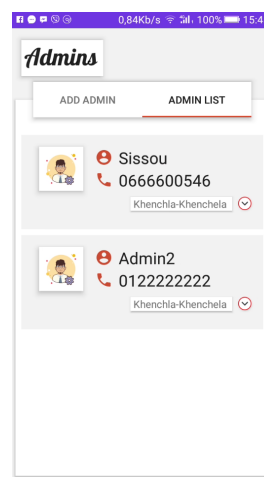 0,84Kb/s 100% 15:4
Admins
ADD ADMIN ADMIN LIST
Sissou
0666600546
Khenchla-Khenchela
Admin2
0122222222
Khenchla-Khenchela